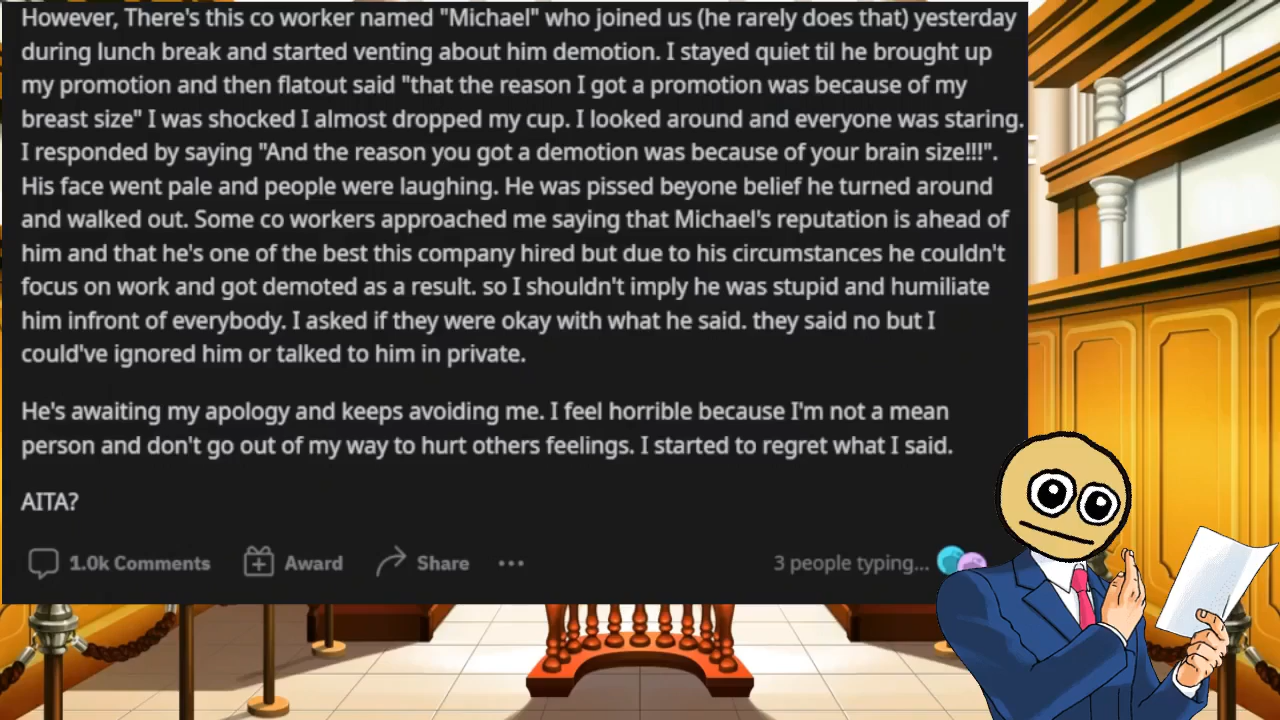 However, There's this co worker named "Michael" who joined us (he rarely does that) yesterday
during lunch break and started venting about him demotion. I stayed quiet til he brought up
my promotion and then flatout said "that the reason I got a promotion was because of my
breast size" I was shocked I almost dropped my cup. I looked around and everyone was staring.
I responded by saying "And the reason you got a demotion was because of your brain size!!!".
His face went pale and people were laughing. He was pissed beyone belief he turned around
and walked out. Some co workers approached me saying that Michael's reputation is ahead of
him and that he's one of the best this company hired but due to his circumstances he couldn't
focus on work and got demoted as a result. so I shouldn't imply he was stupid and humiliate
him infront of everybody. I asked if they were okay with what he said. they said no but I
could've ignored him or talked to him in private.
He's awaiting my apology and keeps avoiding me. I feel horrible because I'm not a mean
person and don't go out of my way to hurt others feelings. I started to regret what I said.
AITA?
1.0k Comments Award Share ••• 3 people typing...